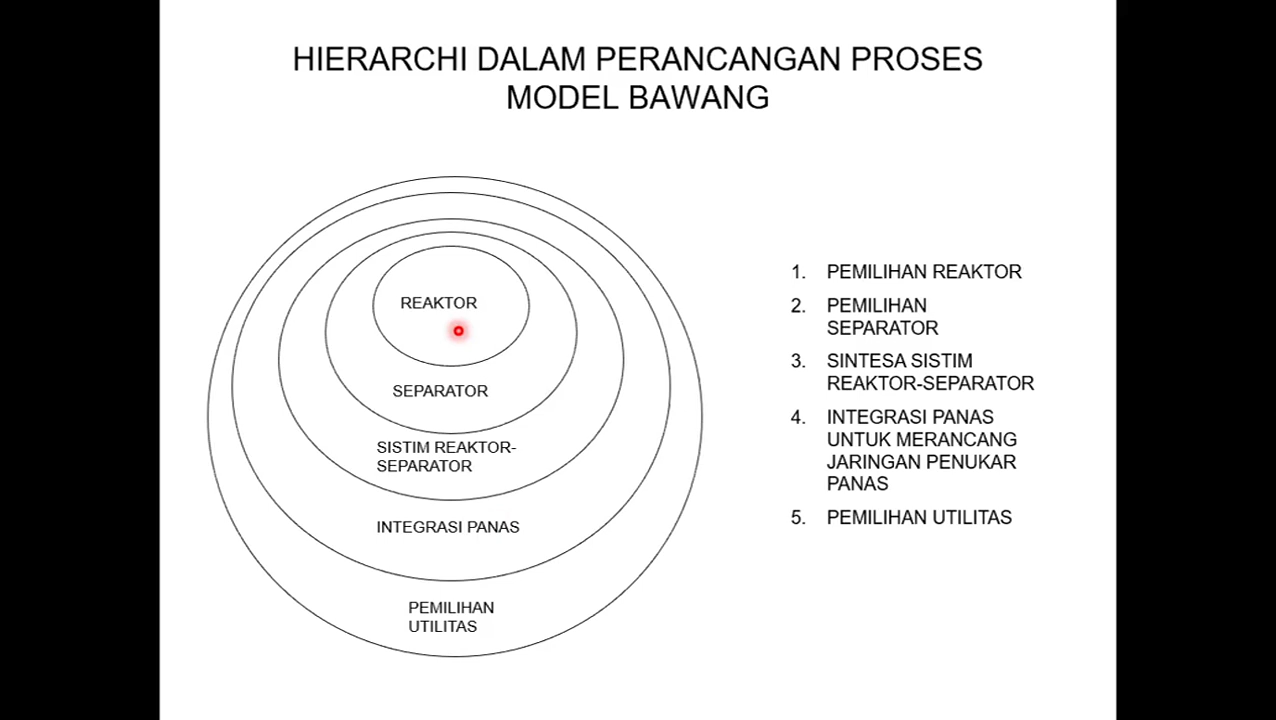 HIERARCHI DALAM PERANCANGAN PROSES
MODEL BAWANG
REAKTOR
SEPARATOR
SISTIM REAKTOR-
SEPARATOR
INTEGRASI PANAS
PEMILIHAN
UTILITAS
1. PEMILIHAN REAKTOR
2. PEMILIHAN
SEPARATOR
3. SINTESA SISTIM
REAKTOR-SEPARATOR
4. INTEGRASI PANAS
UNTUK MERANCANG
JARINGAN PENUKAR
PANAS
5. PEMILIHAN UTILITAS